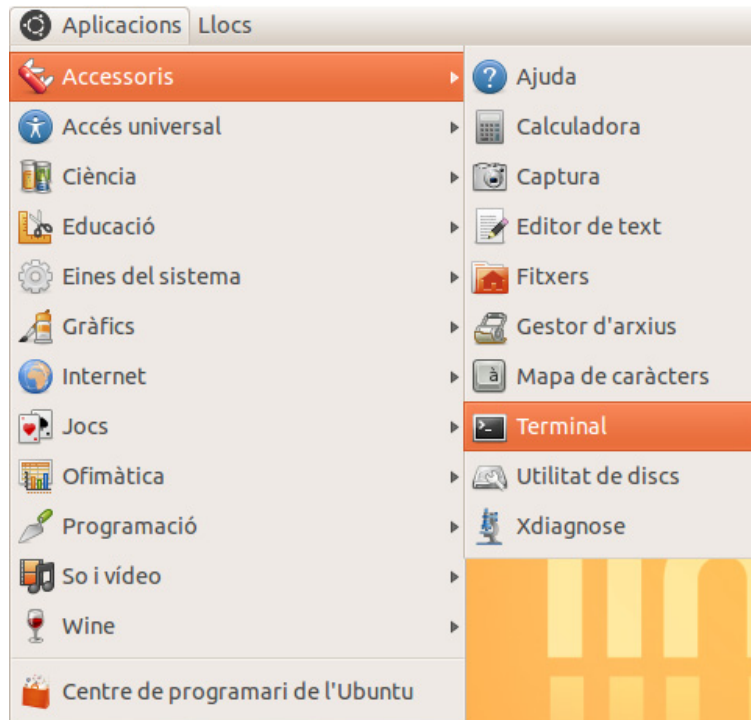 Aplicacions Llocs
Accessoris
Accés universal
Ciència
Educació
Eines del sistema
Gràfics
Internet
Jocs
Ofimàtica
Programació
So i vídeo
Wine
Centre de programari de l'Ubuntu
Ajuda
Calculadora
Captura
Editor de text
Fitxers
Gestor d'arxius
Mapa de caràcters
Terminal
Utilitat de discs
Xdiagnose